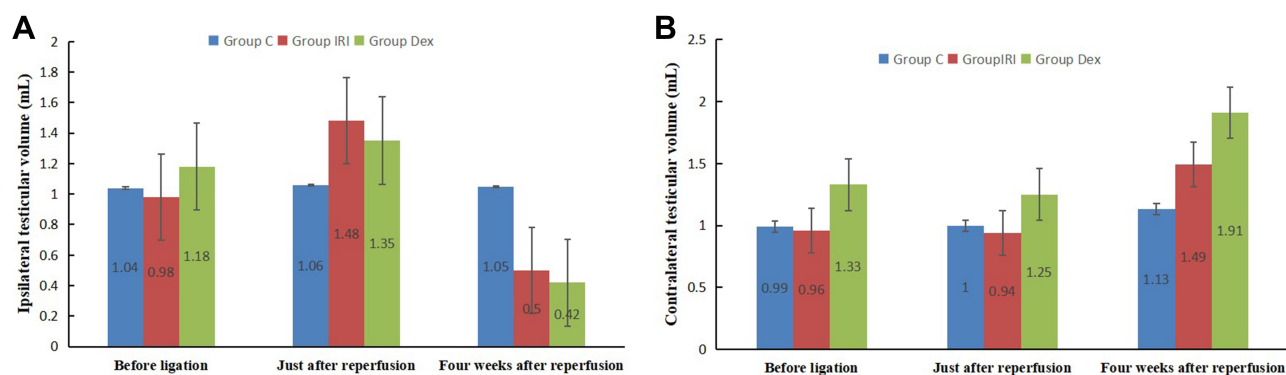 A
Ipsilateral testicular volume (mL)
Group C Group IRI Group Dex
2
1.8
1.6
1.4
1.2
1
0.8
0.6
0.4
0.2
0
1.04 0.98 1.18
1.06 1.48 1.35
1.05 0.5 0.42
Before ligation Just after reperfusion Four weeks after reperfusion
B
Contralateral testicular volume (mL)
Group C GroupIRI Group Dex
2.5
2
1.5
1
0.5
0
0.99 0.96 1.33
1 0.94 1.25
1.13 1.49 1.91
Before ligation Just after reperfusion Four weeks after reperfusion